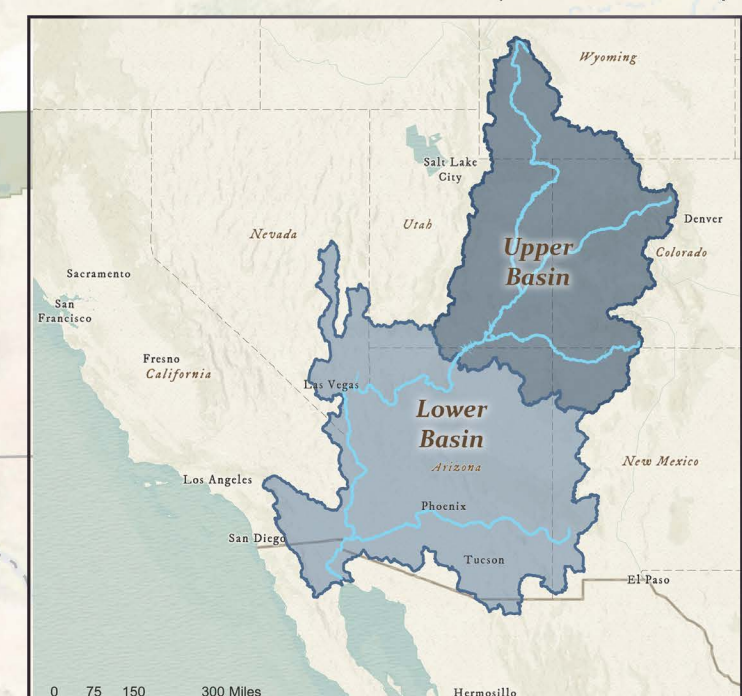 Wyoming
Salt Lake
City
Denver
Utah
Nevada
Upper
Basin
Colorado
Sacramento
San
Francisco
Fresno
California
Las Vegas
Lower
Basin
Arizona
New Mexico
Los Angeles
Phoenix
San Diego
Tucson
El Paso
Hermosillo
0 75 150 300 Miles